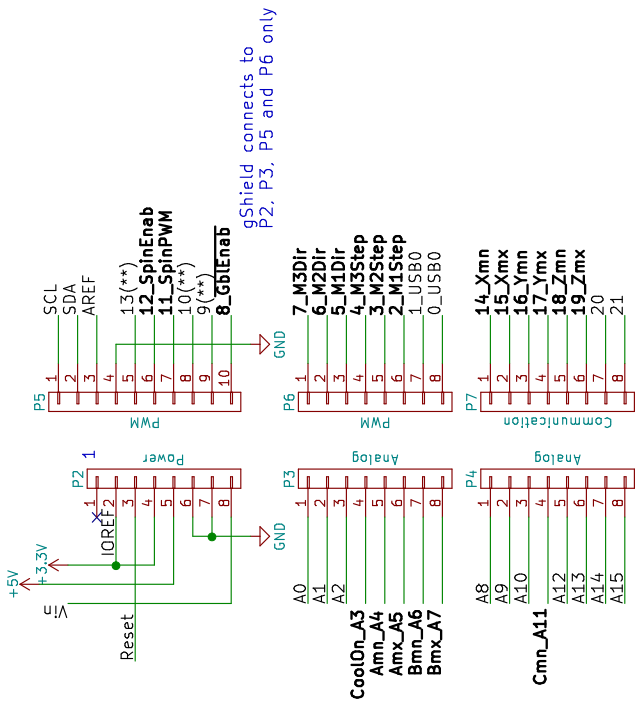 gShield connects to
P2, P3, P5 and P6 only
P5
PWM
SCL
SDA
AREF
13(**)
12_SpinEnab
11_SpinPWM
10(**)
9(**)
8_GblEnab
1
2
3
4
5
6
7
8
9
10
GND
P6
PWM
7_M3Dir
6_M2Dir
5_M1Dir
4_M3Step
3_M2Step
2_M1Step
1_USB0
0_USB0
1
2
3
4
5
6
7
8
P7
Communication
14_Xmn
15_Xmx
16_Ymn
17_Ymx
18_Zmn
19_Zmx
20
21
1
2
3
4
5
6
7
8
P2
1
Power
1
2
3
4
5
6
7
8
IOREF
+3.3V
+5V
Vin
Reset
GND
P3
Analog
1
2
3
4
5
6
7
8
A0
A1
A2
CoolOn_A3
Amn_A4
Amx_A5
Bmn_A6
Bmx_A7
P4
Analog
1
2
3
4
5
6
7
8
A8
A9
A10
Cmn_A11
A12
A13
A14
A15